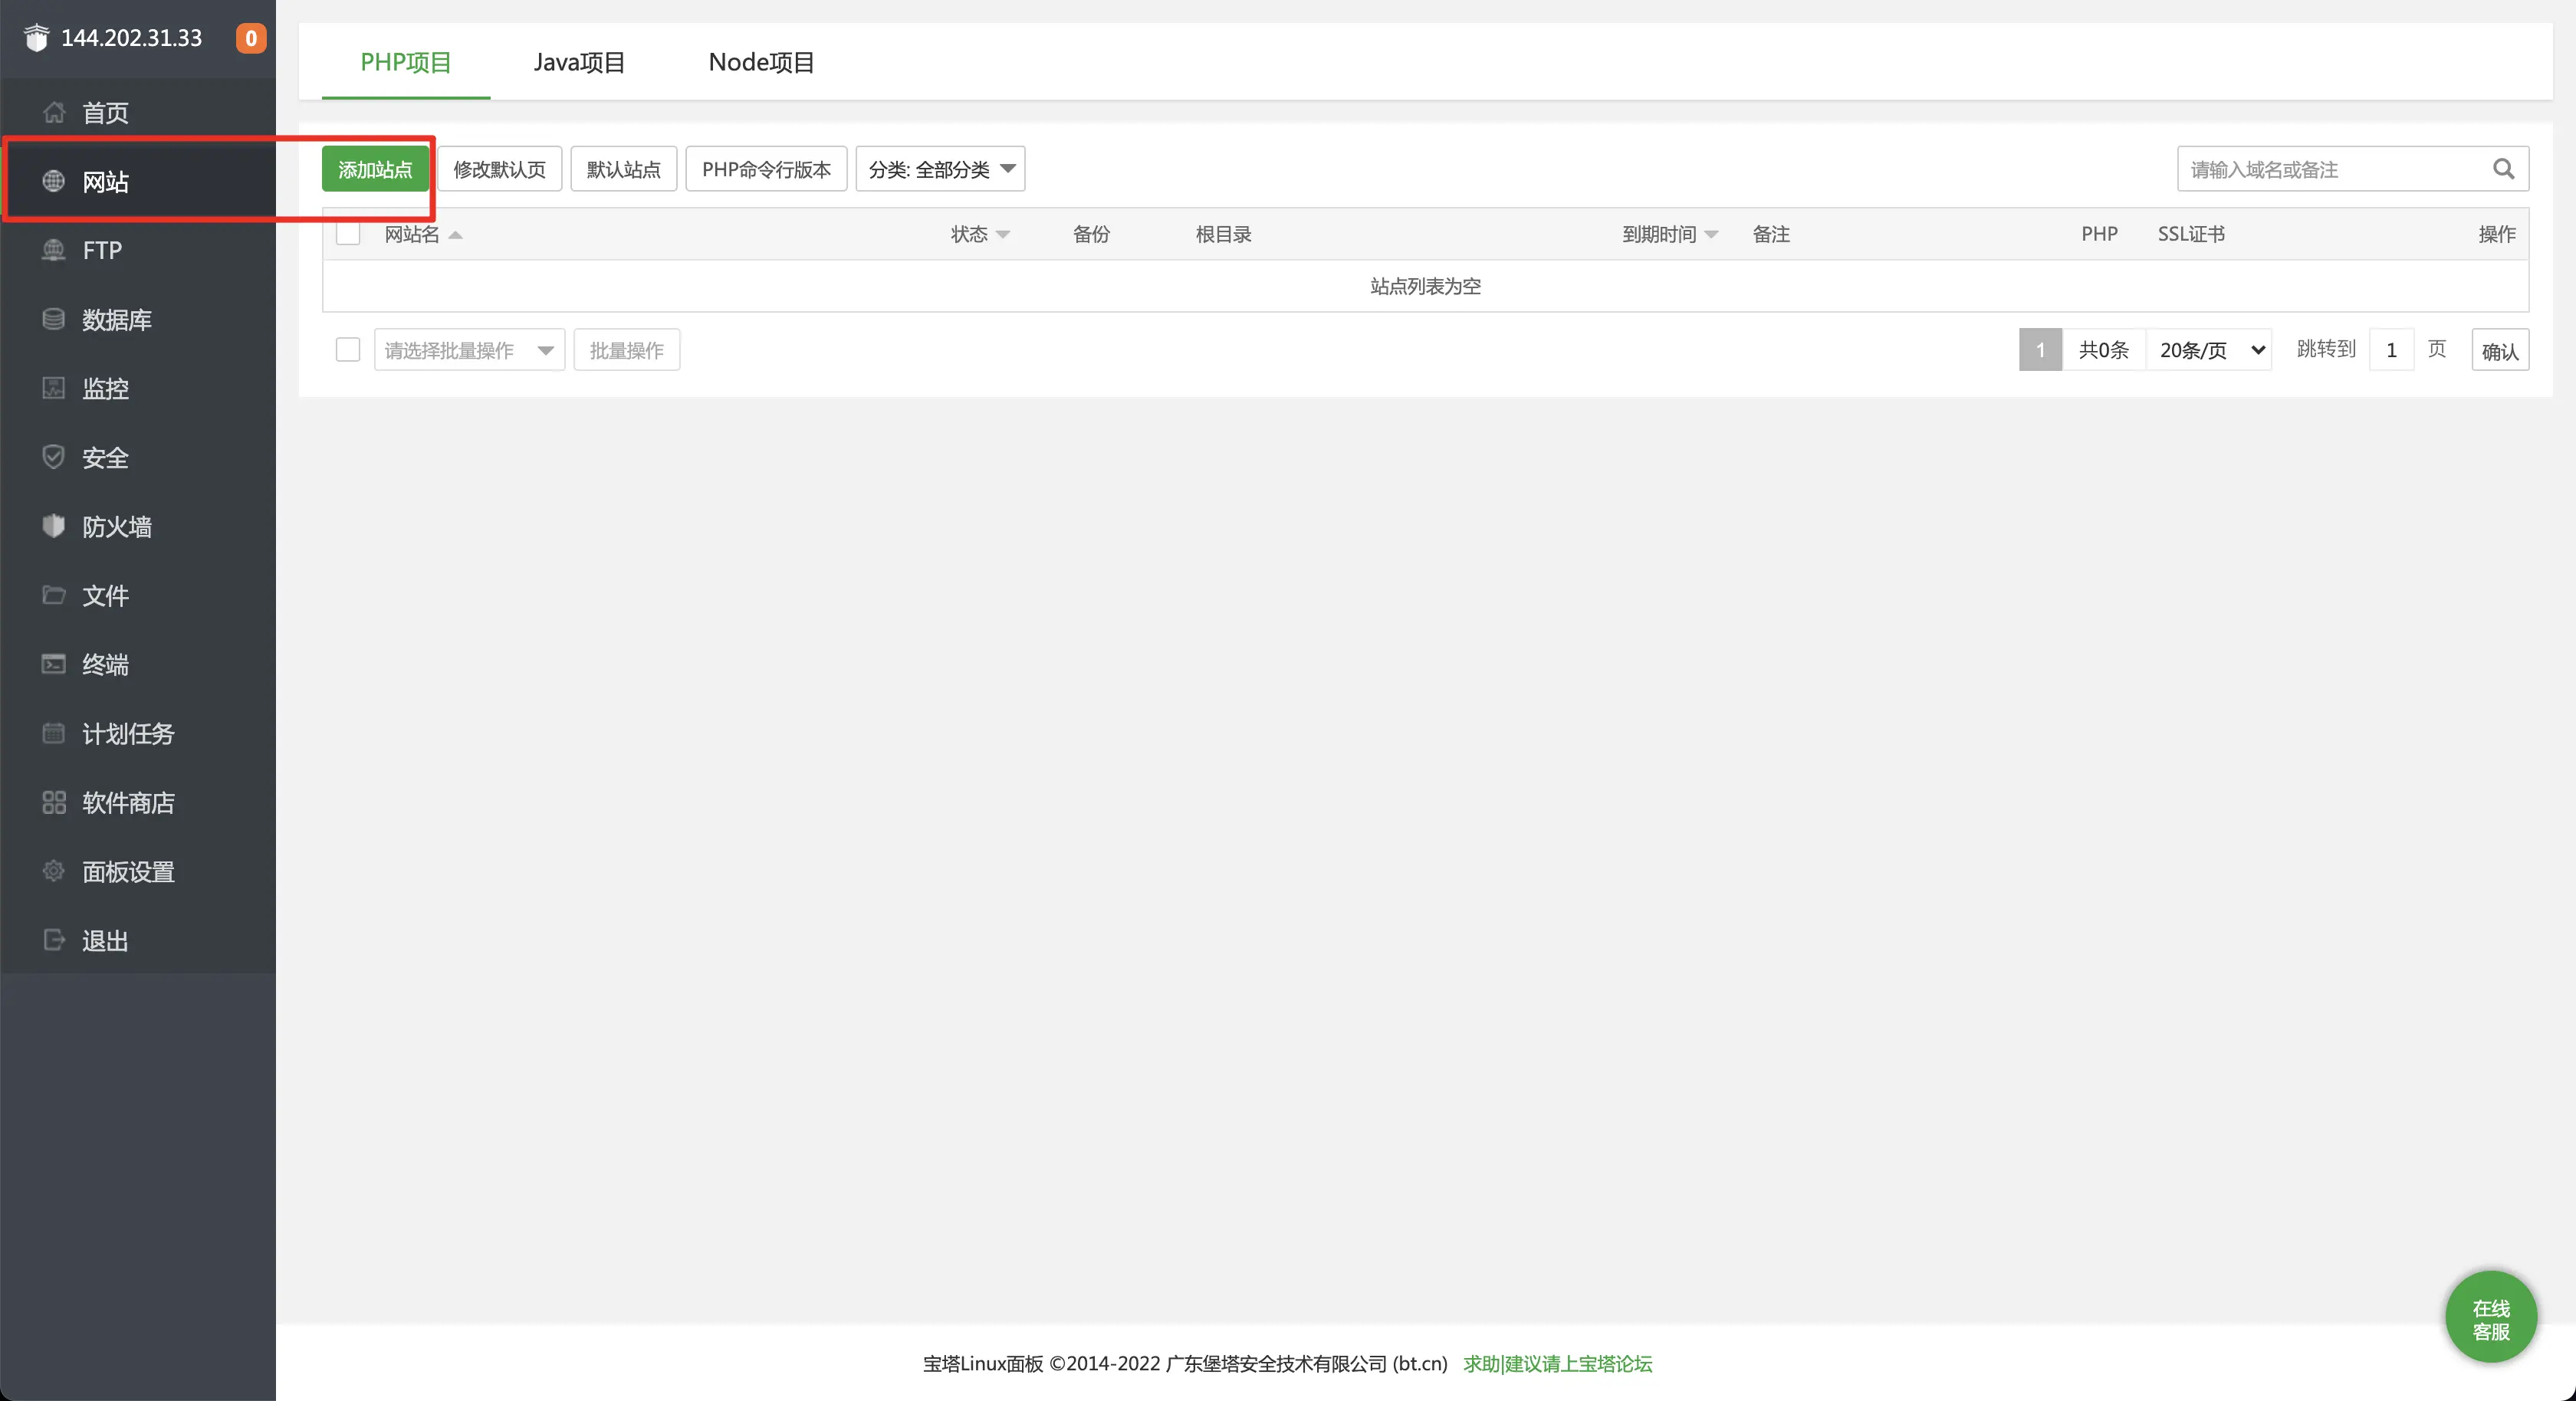 144.202.31.33 0
首页
网站
FTP
数据库
监控
安全
防火墙
文件
终端
计划任务
软件商店
面板设置
退出
PHP项目 Java项目 Node项目
添加站点 修改默认页 默认站点 PHP命令行版本 分类: 全部分类 请输入域名或备注
网站名 状态 备份 根目录 到期时间 备注 PHP SSL证书 操作
站点列表为空
请选择批量操作 批量操作 1 共0条 20条/页 跳转到 1 页 确认
在线
客服
宝塔Linux面板 ©2014-2022 广东堡塔安全技术有限公司 (bt.cn) 求助|建议请上宝塔论坛